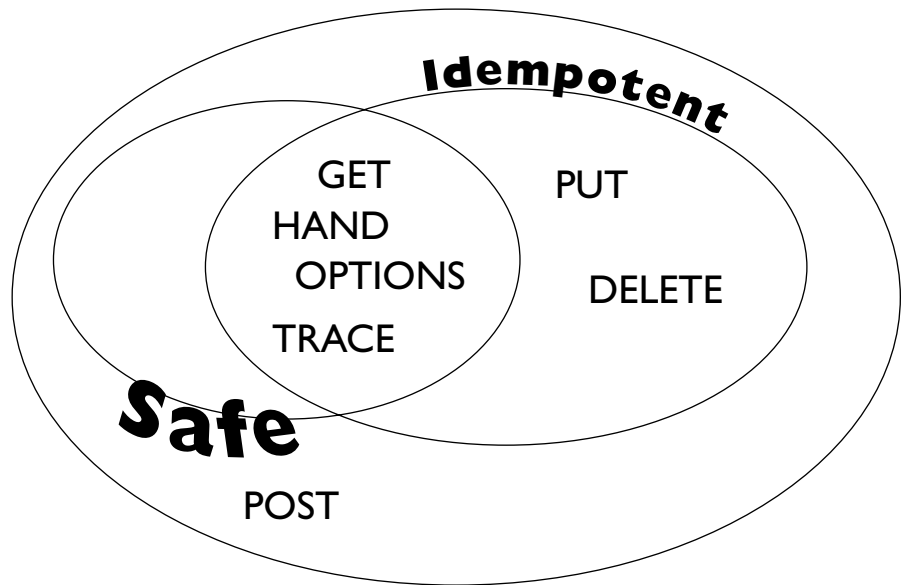 Idempotent
GET
PUT
HAND
OPTIONS
DELETE
TRACE
Safe
POST